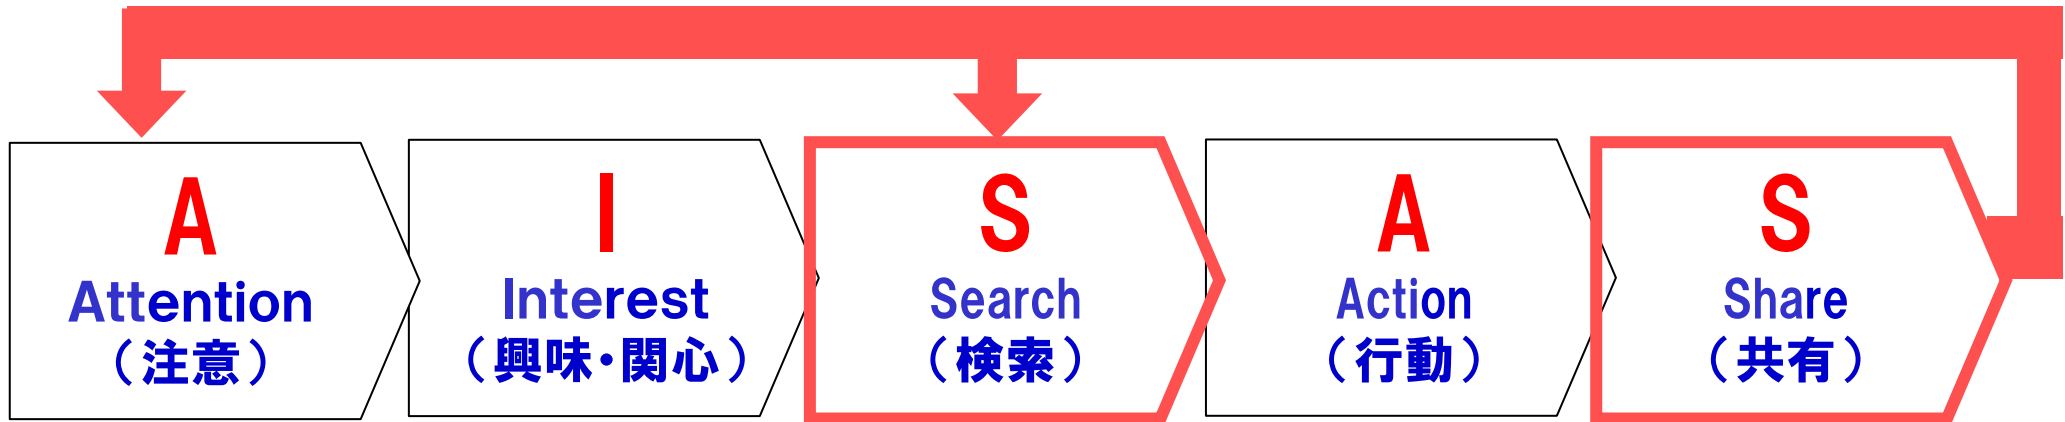 A
Attention
（注意）
I
Interest
（興味・関心）
S
Search
（検索）
A
Action
（行動）
S
Share
（共有）